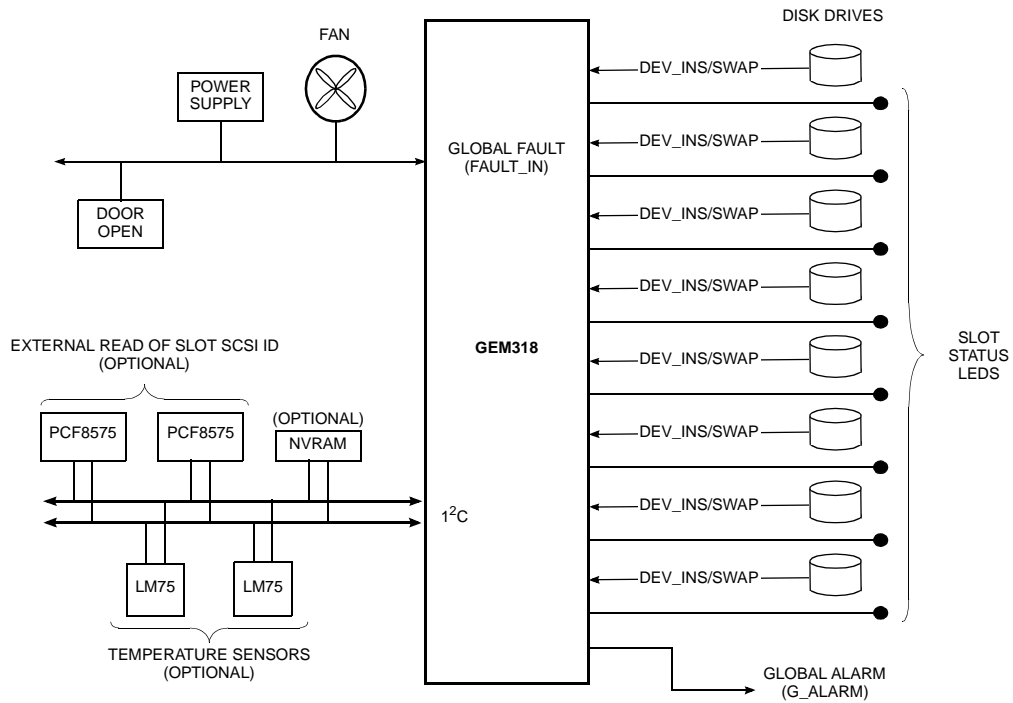 DISK DRIVES
FAN
POWER
SUPPLY
DOOR
OPEN
GLOBAL FAULT
(FAULT_IN)
DEV_INS/SWAP
DEV_INS/SWAP
DEV_INS/SWAP
DEV_INS/SWAP
DEV_INS/SWAP
DEV_INS/SWAP
DEV_INS/SWAP
DEV_INS/SWAP
SLOT
STATUS
LEDS
GEM318
EXTERNAL READ OF SLOT SCSI ID
(OPTIONAL)
PCF8575
PCF8575
(OPTIONAL)
NVRAM
1²C
LM75
LM75
TEMPERATURE SENSORS
(OPTIONAL)
GLOBAL ALARM
(G_ALARM)